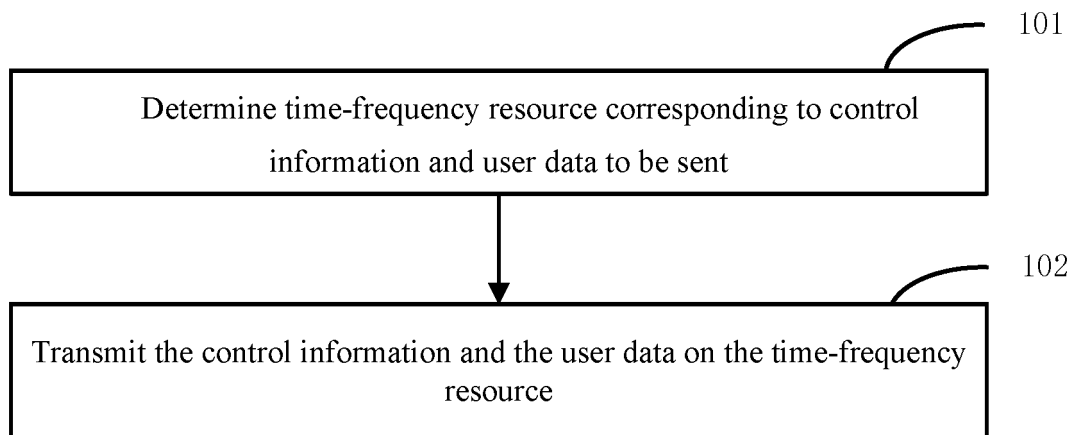 101
Determine time-frequency resource corresponding to control
information and user data to be sent
102
Transmit the control information and the user data on the time-frequency
resource